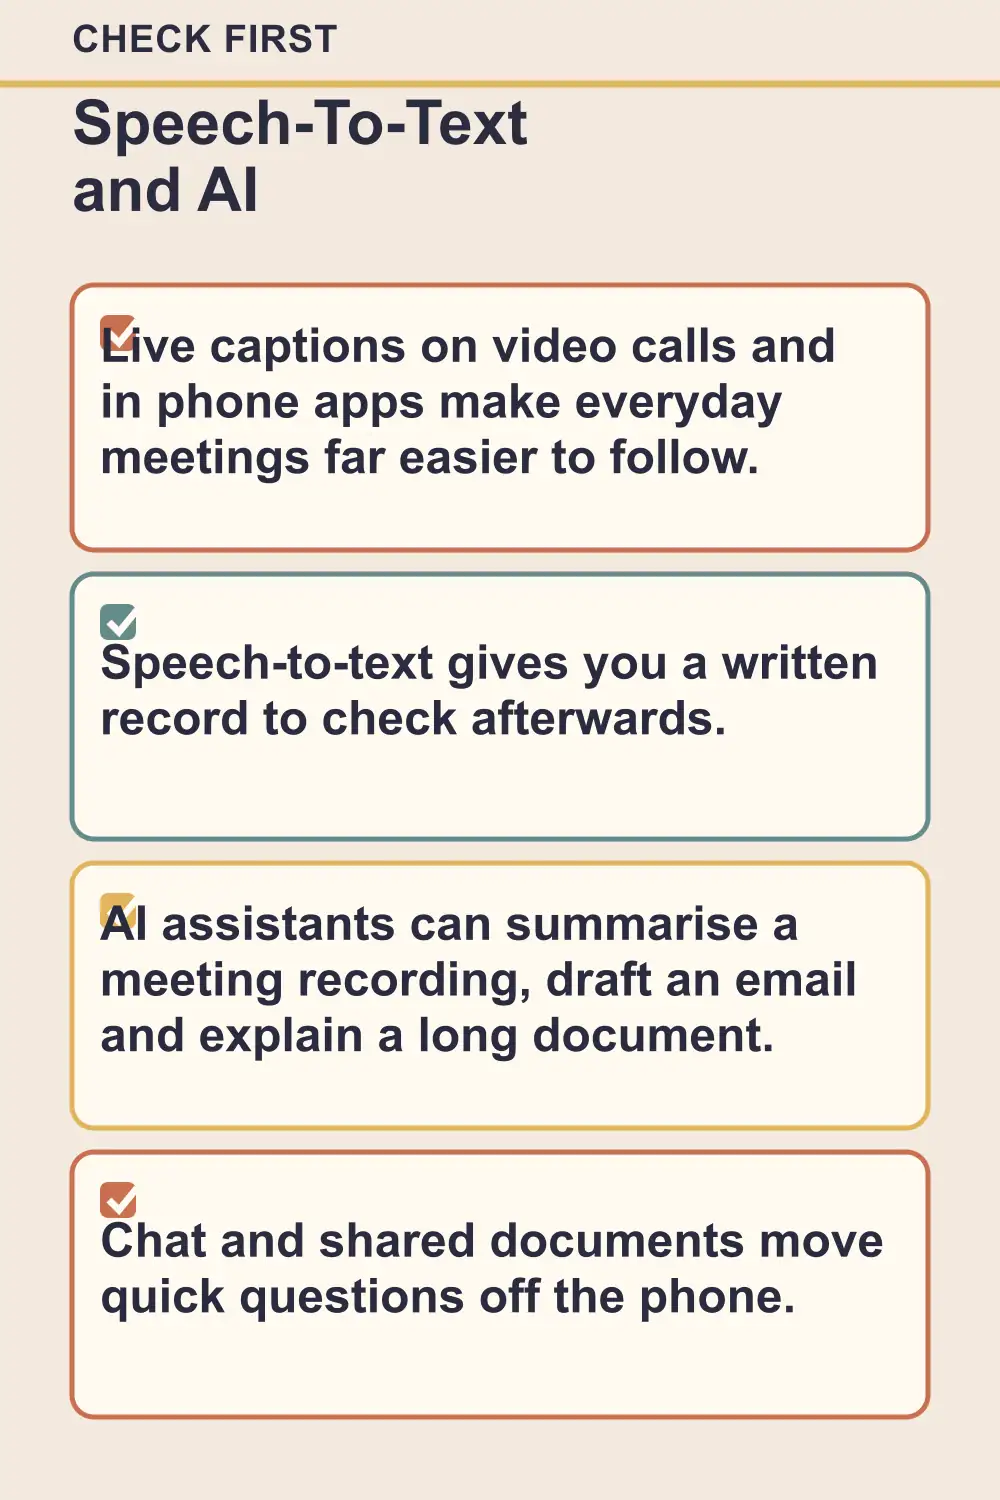 CHECK FIRST
Speech-To-Text
and AI
Live captions on video calls and
in phone apps make everyday
meetings far easier to follow.
Speech-to-text gives you a written
record to check afterwards.
AI assistants can summarise a
meeting recording, draft an email
and explain a long document.
Chat and shared documents move
quick questions off the phone.